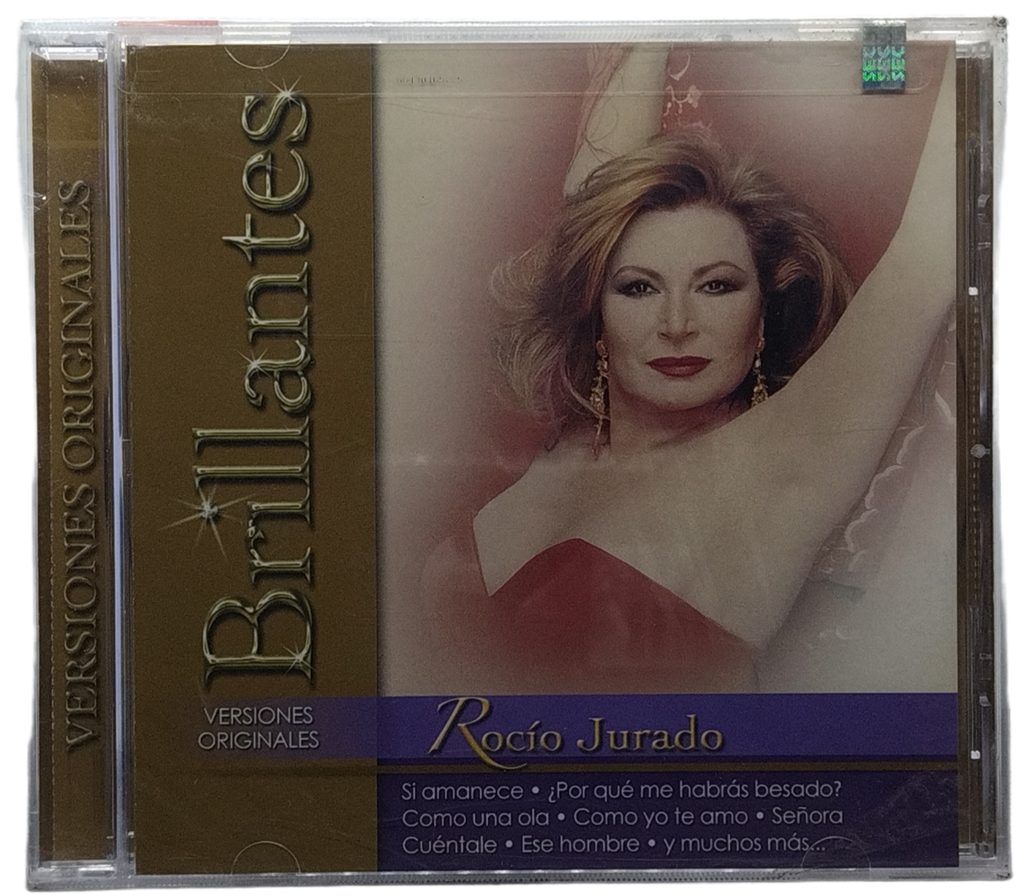 VERSIONES ORIGINALES
Brillantes
VERSIONES
ORIGINALES
Rocío Jurado
Si amanece • ¿Por qué me habrás besado?
Como una ola • Como yo te amo • Señora
Cuéntale • Ese hombre • y muchos más...